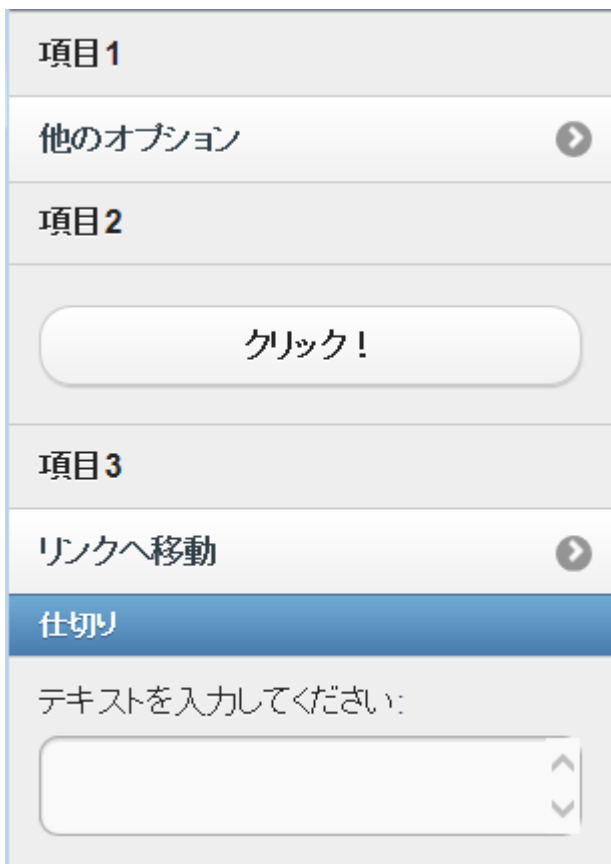 項目1
他のオプション
項目2
クリック！
項目3
リンクへ移動
仕切り
テキストを入力してください: